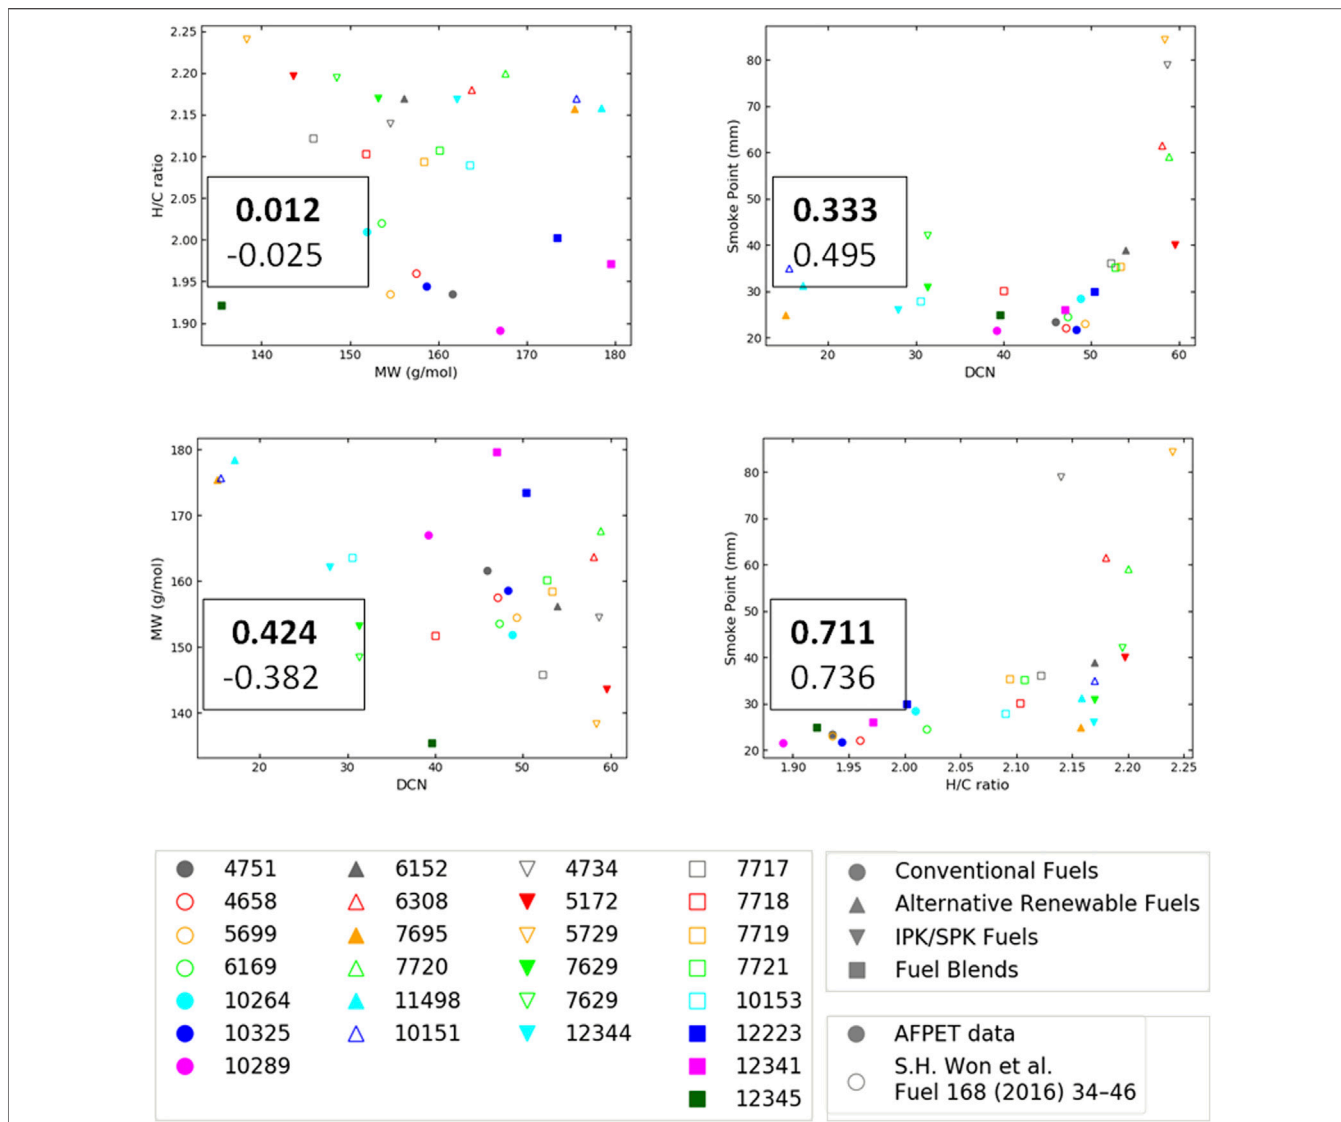 2.25
2.20
2.15
2.10
2.05
2.00
1.95
1.90
H/C ratio
0.012
-0.025
140 150 160 170 180
MW (g/mol)
80
70
60
50
40
30
20
Smoke Point (mm)
0.333
0.495
20 30 40 50 60
DCN
180
170
160
150
140
MW (g/mol)
0.424
-0.382
20 30 40 50 60
DCN
80
70
60
50
40
30
20
Smoke Point (mm)
0.711
0.736
1.90 1.95 2.00 2.05 2.10 2.15 2.20 2.25
H/C ratio
4751 6152 4734 7717
4658 6308 5172 7718
5699 7695 5729 7719
6169 7720 7629 7721
10264 11498 7629 10153
10325 10151 12344 12223
10289 12341
12345
Conventional Fuels
Alternative Renewable Fuels
IPK/SPK Fuels
Fuel Blends
AFPET data
S.H. Won et al.
Fuel 168 (2016) 34–46